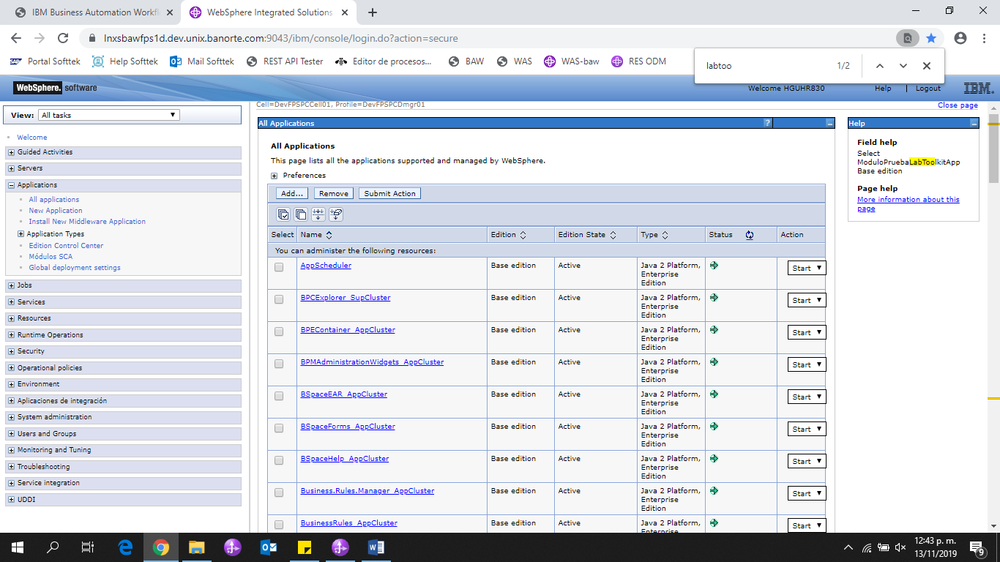 IBM Business Automation Workfl
WebSphere Integrated Solutions
lnxsbawfps1d.dev.unix.banorte.com:9043/ibm/console/login.do?action=secure
Portal Softtek
Help Softtek
Mail Softtek
REST API Tester
Editor de procesos...
BAW
WAS
WAS-baw
RES ODM
labtoo
1/2
WebSphere. software
Welcome HGUHR830
Help
Logout
IBM.
View: All tasks
Welcome
Guided Activities
Servers
Applications
All applications
New Application
Install New Middleware Application
Application Types
Edition Control Center
Módulos SCA
Global deployment settings
Jobs
Services
Resources
Runtime Operations
Security
Operational policies
Environment
Aplicaciones de integración
System administration
Users and Groups
Monitoring and Tuning
Troubleshooting
Service integration
UDDI
Cell=DevFPSPCCell01, Profile=DevFPSPCDmgr01
Close page
All Applications
?
All Applications
This page lists all the applications supported and managed by WebSphere.
Preferences
Add... Remove Submit Action
Select Name Edition Edition State Type Status Action
You can administer the following resources:
AppScheduler Base edition Active Java 2 Platform, Start
Enterprise
Edition
BPCExplorer_SupCluster Base edition Active Java 2 Platform, Start
Enterprise
Edition
BPEContainer_AppCluster Base edition Active Java 2 Platform, Start
Enterprise
Edition
BPMAdministrationWidgets_AppCluster Base edition Active Java 2 Platform, Start
Enterprise
Edition
BSpaceEAR_AppCluster Base edition Active Java 2 Platform, Start
Enterprise
Edition
BSpaceForms_AppCluster Base edition Active Java 2 Platform, Start
Enterprise
Edition
BSpaceHelp_AppCluster Base edition Active Java 2 Platform, Start
Enterprise
Edition
Business.Rules.Manager_AppCluster Base edition Active Java 2 Platform, Start
Enterprise
Edition
BusinessRules_AppCluster Base edition Active Java 2 Platform, Start
Help
Field help
Select
ModuloPruebaLabToolkitApp
Base edition
Page help
More information about this
page
12:43 p. m.
13/11/2019
9